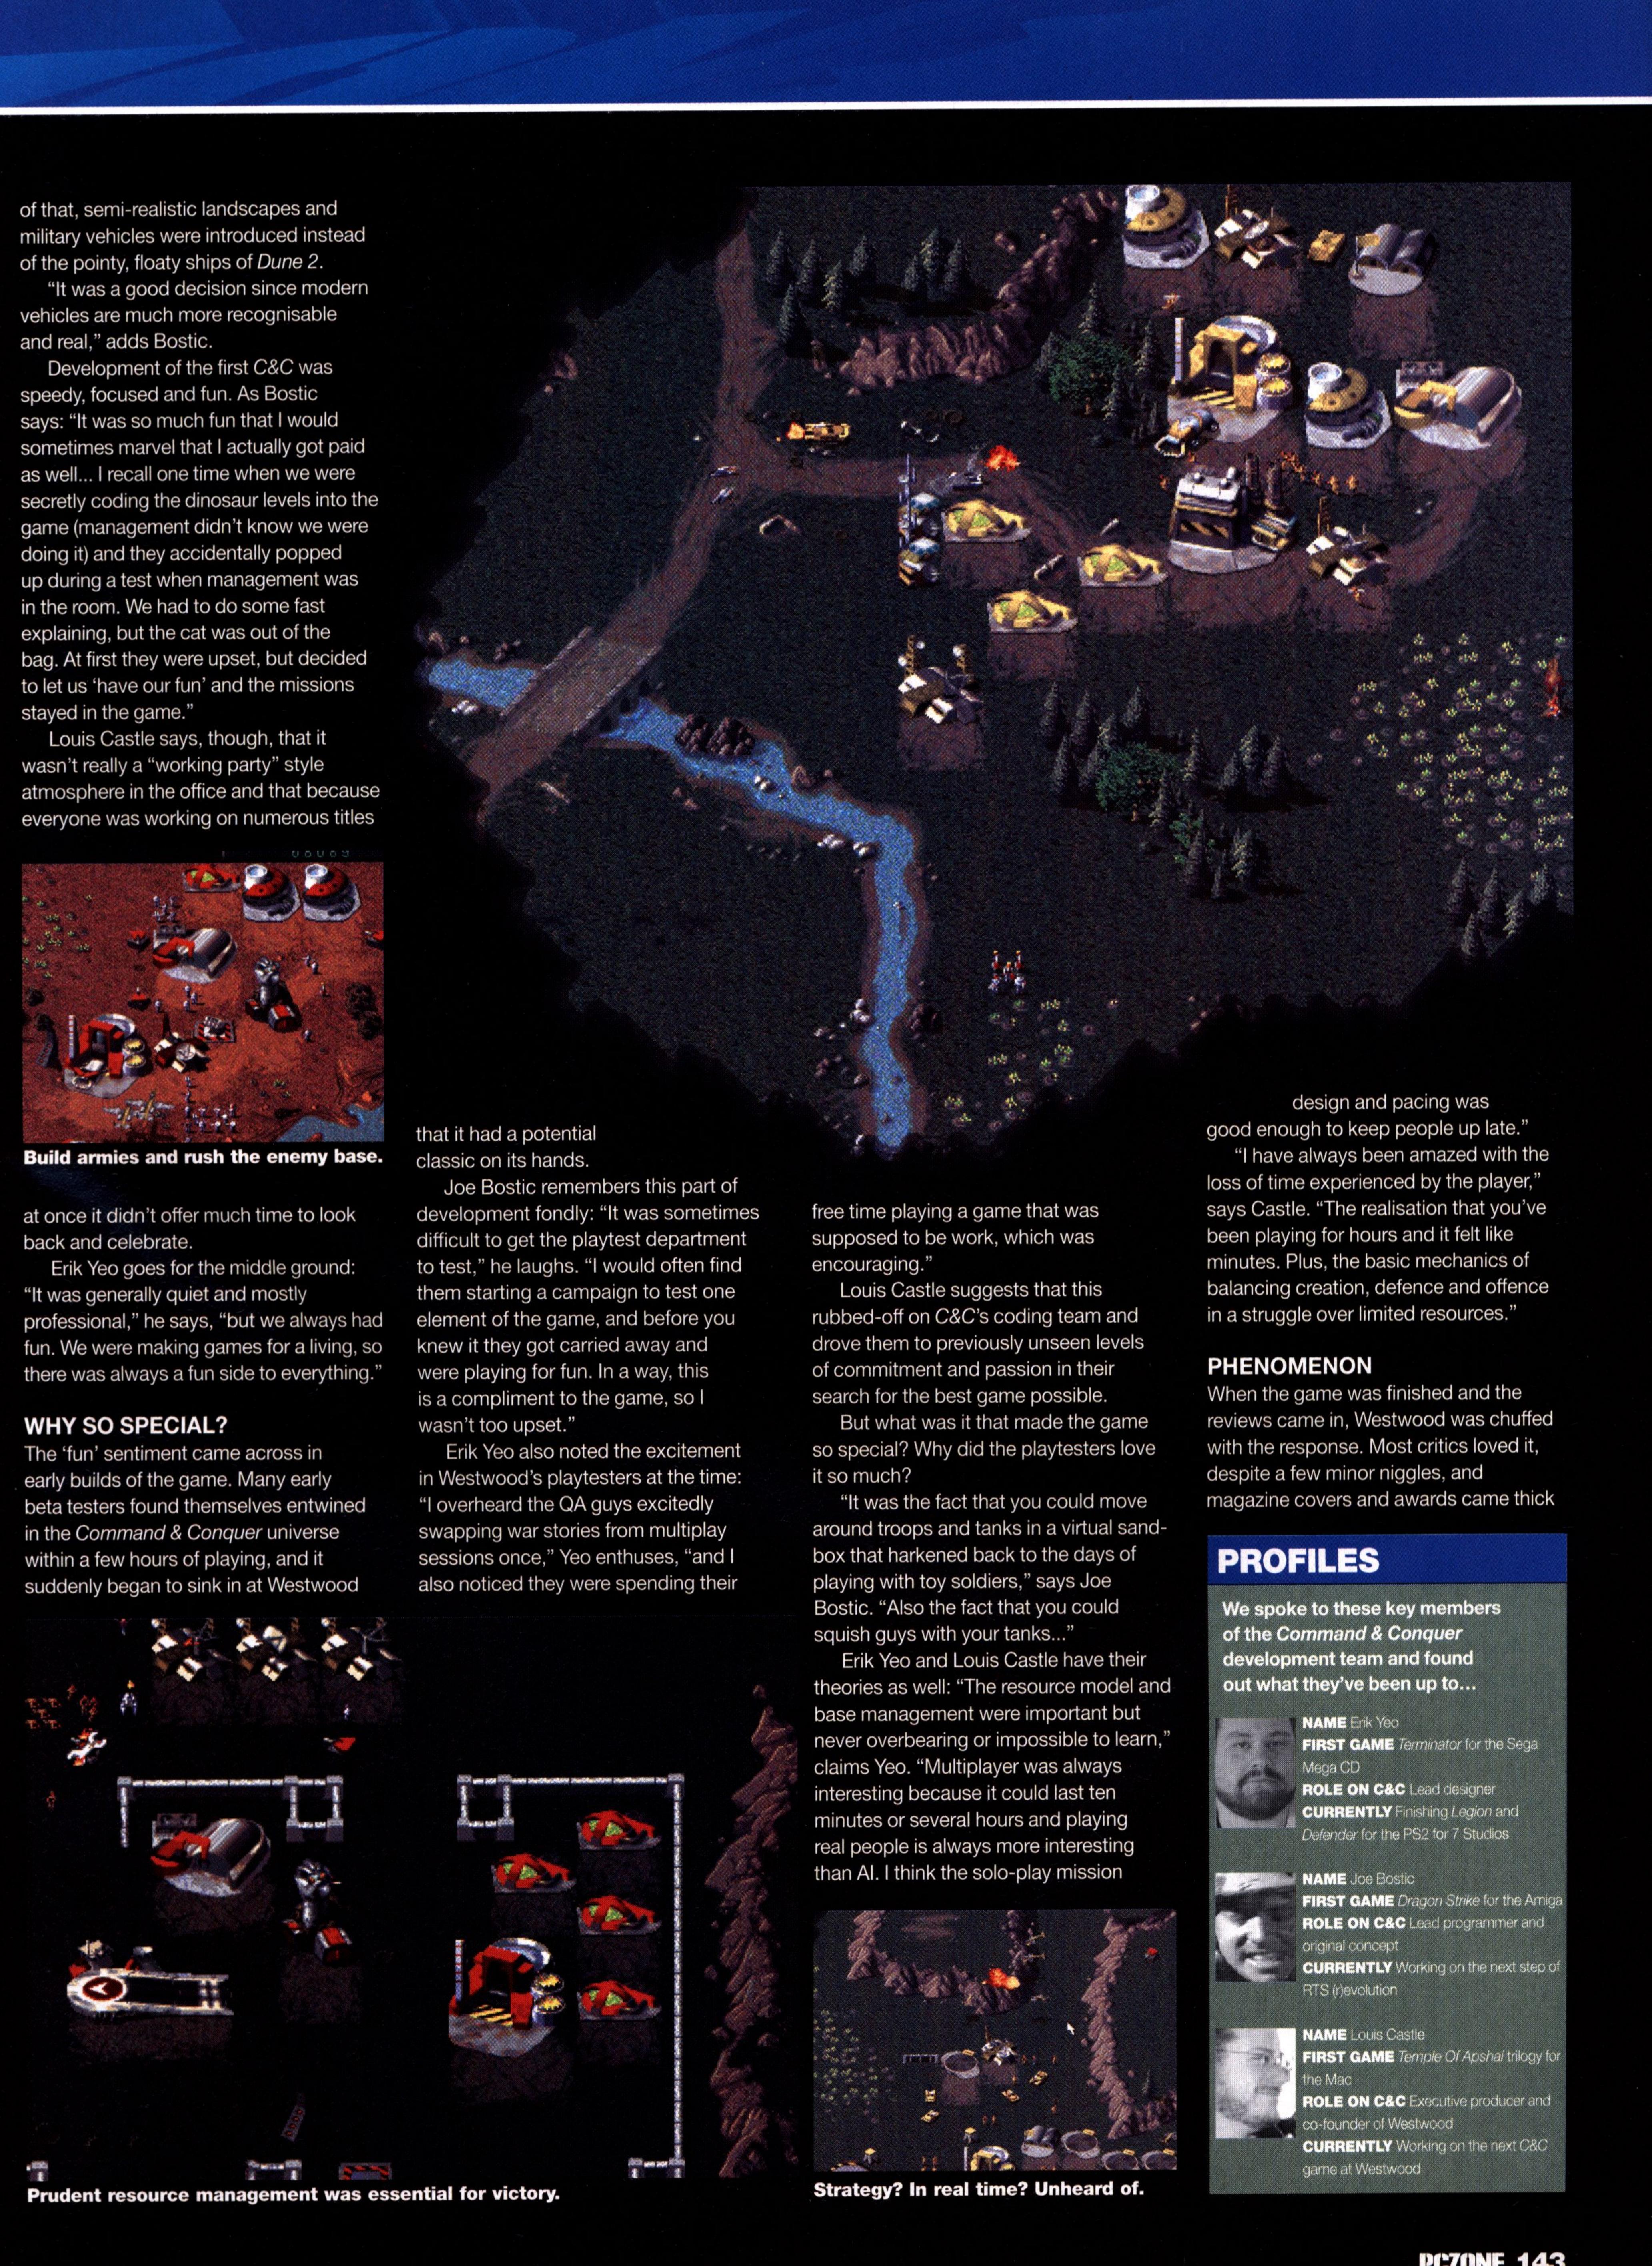 of that, semi-realistic landscapes and
military vehicles were introduced instead
of the pointy, floaty ships of Dune 2.
“It was a good decision since modern
vehicles are much more recognisable
and real,” adds Bostic.
Development of the first C&C was
speedy, focused and fun. As Bostic
says: “It was so much fun that I would
sometimes marvel that I actually got paid
as well... I recall one time when we were
secretly coding the dinosaur levels into the
game (management didn’t know we were
doing it) and they accidentally popped
up during a test when management was
in the room. We had to do some fast
explaining, but the cat was out of the
bag. At first they were upset, but decided
to let us ‘have our fun’ and the missions
stayed in the game.”
Louis Castle says, though, that it
wasn’t really a “working party” style
atmosphere in the office and that because
everyone was working on numerous titles
Build armies and rush the enemy base.
at once it didn’t offer much time to look
back and celebrate.
Erik Yeo goes for the middle ground:
“It was generally quiet and mostly
professional,” he says, “but we always had
fun. We were making games for a living, so
there was always a fun side to everything.”
WHY SO SPECIAL?
The ‘fun’ sentiment came across in
early builds of the game. Many early
beta testers found themselves entwined
in the Command & Conquer universe
within a few hours of playing, and it
suddenly began to sink in at Westwood
that it had a potential
classic on its hands.
Joe Bostic remembers this part of
development fondly: “It was sometimes
difficult to get the playtest department
to test,” he laughs. “I would often find
them starting a campaign to test one
element of the game, and before you
knew it they got carried away and
were playing for fun. In a way, this
is a compliment to the game, so I
wasn’t too upset.”
Erik Yeo also noted the excitement
in Westwood’s playtesters at the time:
“I overheard the QA guys excitedly
swapping war stories from multiplay
sessions once,” Yeo enthuses, “and I
also noticed they were spending their
free time playing a game that was
supposed to be work, which was
encouraging.”
Louis Castle suggests that this
rubbed-off on C&C’s coding team and
drove them to previously unseen levels
of commitment and passion in their
search for the best game possible.
But what was it that made the game
so special? Why did the playtesters love
it so much?
“It was the fact that you could move
around troops and tanks in a virtual sand-
box that harkened back to the days of
playing with toy soldiers,” says Joe
Bostic. “Also the fact that you could
squish guys with your tanks...”
Erik Yeo and Louis Castle have their
theories as well: “The resource model and
base management were important but
never overbearing or impossible to learn,”
claims Yeo. “Multiplayer was always
interesting because it could last ten
minutes or several hours and playing
real people is always more interesting
than AI. I think the solo-play mission
design and pacing was
good enough to keep people up late.”
“I have always been amazed with the
loss of time experienced by the player,”
says Castle. “The realisation that you’ve
been playing for hours and it felt like
minutes. Plus, the basic mechanics of
balancing creation, defence and offence
in a struggle over limited resources.”
PHENOMENON
When the game was finished and the
reviews came in, Westwood was chuffed
with the response. Most critics loved it,
despite a few minor niggles, and
magazine covers and awards came thick
PROFILES
We spoke to these key members
of the Command & Conquer
development team and found
out what they’ve been up to...
NAME Erik Yeo
FIRST GAME Terminator for the Sega
Mega CD
ROLE ON C&C Lead designer
CURRENTLY Finishing Legion and
Defender for the PS2 for 7 Studios
NAME Joe Bostic
FIRST GAME Dragon Strike for the Amiga
ROLE ON C&C Lead programmer and
original concept
CURRENTLY Working on the next step of
RTS (r)evolution
NAME Louis Castle
FIRST GAME Temple Of Apshai trilogy for
the Mac
ROLE ON C&C Executive producer and
co-founder of Westwood
CURRENTLY Working on the next C&C
game at Westwood
Prudent resource management was essential for victory.
Strategy? In real time? Unheard of.
PCZONE 143